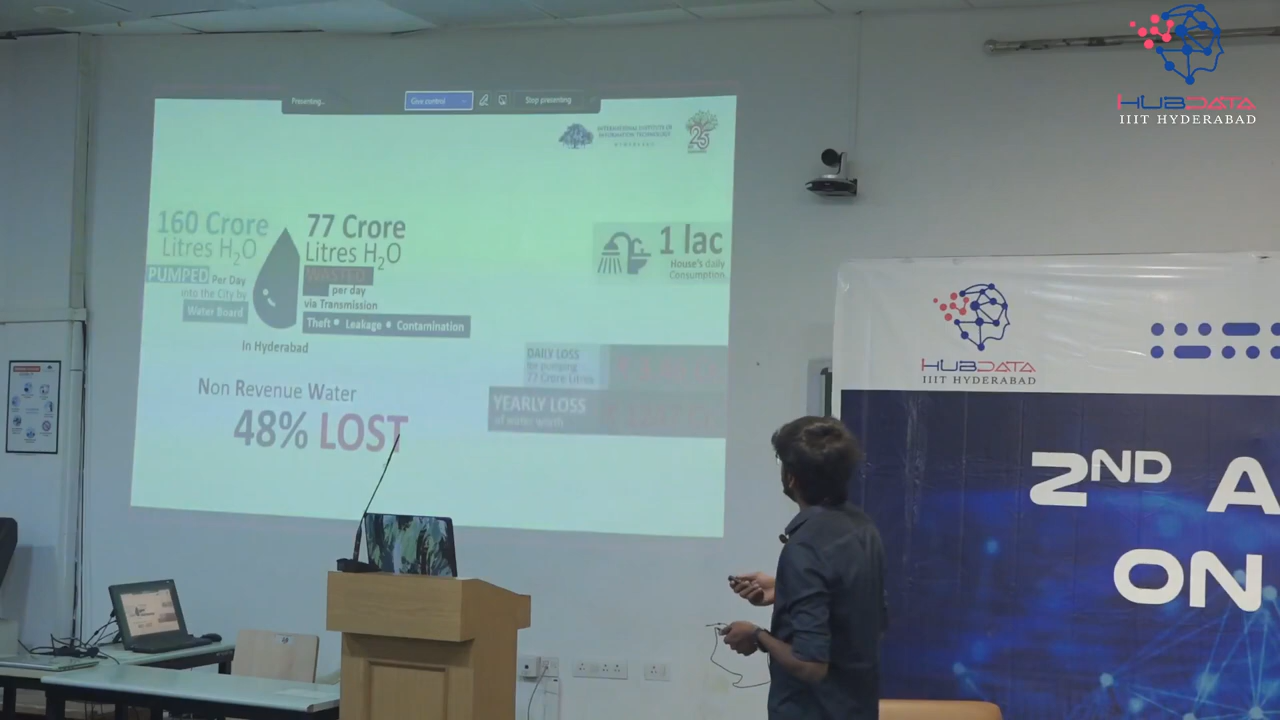 Presenting...
Give control
Stop presenting
INTERNATIONAL INSTITUTE OF
INFORMATION TECHNOLOGY
HYDERABAD
25
160 Crore
Litres H₂O
PUMPED Per Day
into the City by
Water Board
77 Crore
Litres H₂O
WASTED
per day
via Transmission
Theft • Leakage • Contamination
In Hyderabad
1 lac
House's daily
Consumption.
Non Revenue Water
48% LOST
DAILY LOSS
on pumping
77 Crore Litres
YEARLY LOSS
of water worth
HUBDATA
IIIT HYDERABAD
HUBDATA
IIIT HYDERABAD
2ND A
ON